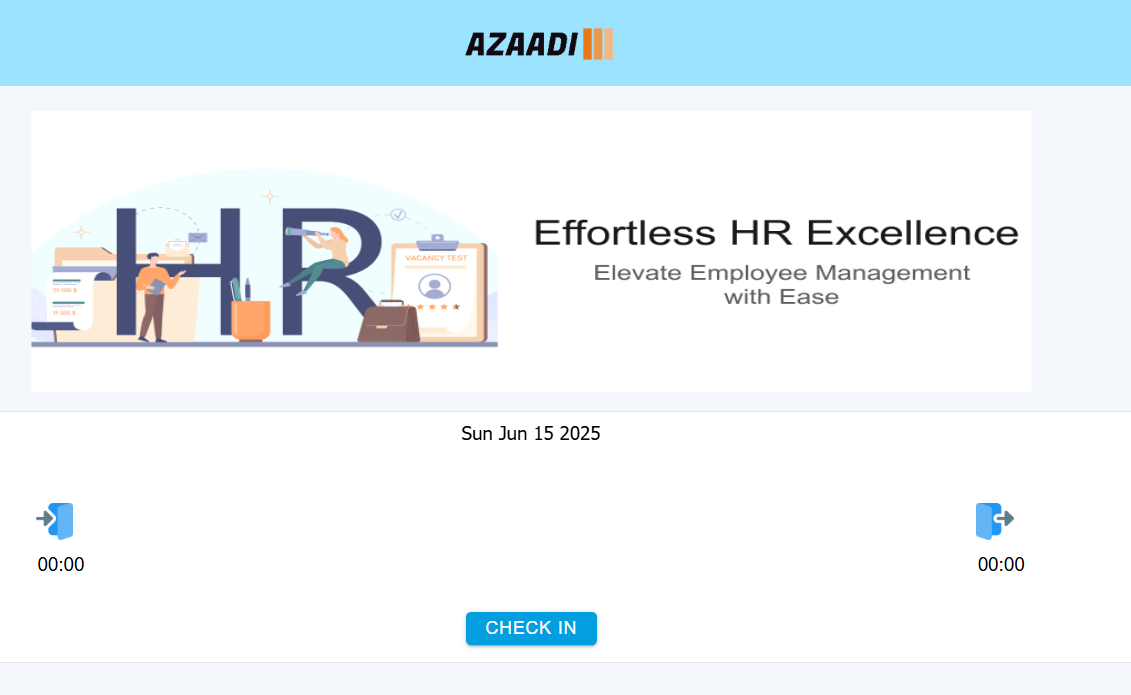 AZAADI
Effortless HR Excellence
Elevate Employee Management
with Ease
HR
VACANCY TEST
25 000 $
19 000 $
Sun Jun 15 2025
00:00
00:00
CHECK IN